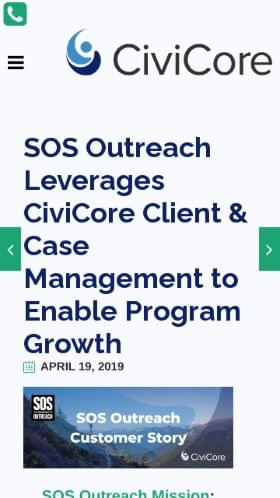 CiviCore
SOS Outreach
Leverages
CiviCore Client &
Case
Management to
Enable Program
Growth
APRIL 19, 2019
SOS
OUTREACH
SOS Outreach
Customer Story
CiviCore
SOS Outreach Mission: